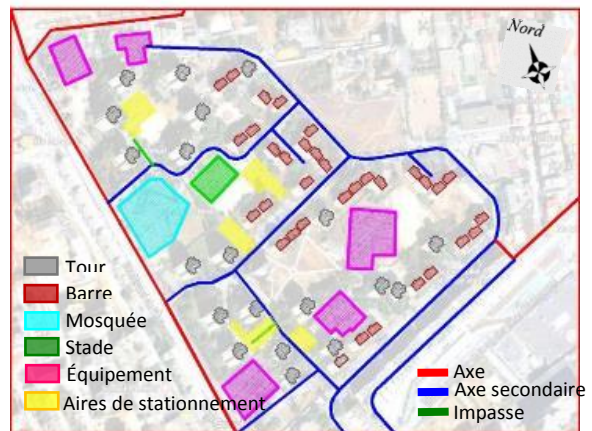 Nord
Tour
Barre
Mosquée
Stade
Équipement
Aires de stationnement
Axe
Axe secondaire
Impasse